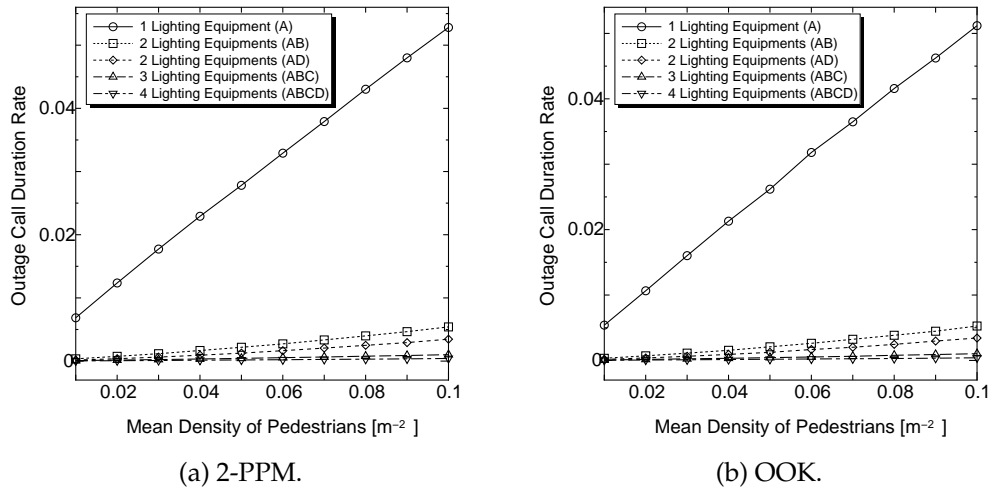 1 Lighting Equipment (A)
2 Lighting Equipments (AB)
2 Lighting Equipments (AD)
3 Lighting Equipments (ABC)
4 Lighting Equipments (ABCD)
Outage Call Duration Rate
0.04
0.02
0
0.02 0.04 0.06 0.08 0.1
Mean Density of Pedestrians [m⁻² ]
(a) 2-PPM.
1 Lighting Equipment (A)
2 Lighting Equipments (AB)
2 Lighting Equipments (AD)
3 Lighting Equipments (ABC)
4 Lighting Equipments (ABCD)
Outage Call Duration Rate
0.04
0.02
0
0.02 0.04 0.06 0.08 0.1
Mean Density of Pedestrians [m⁻² ]
(b) OOK.